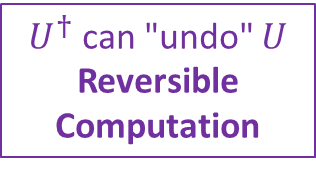 U† can "undo" U
Reversible
Computation